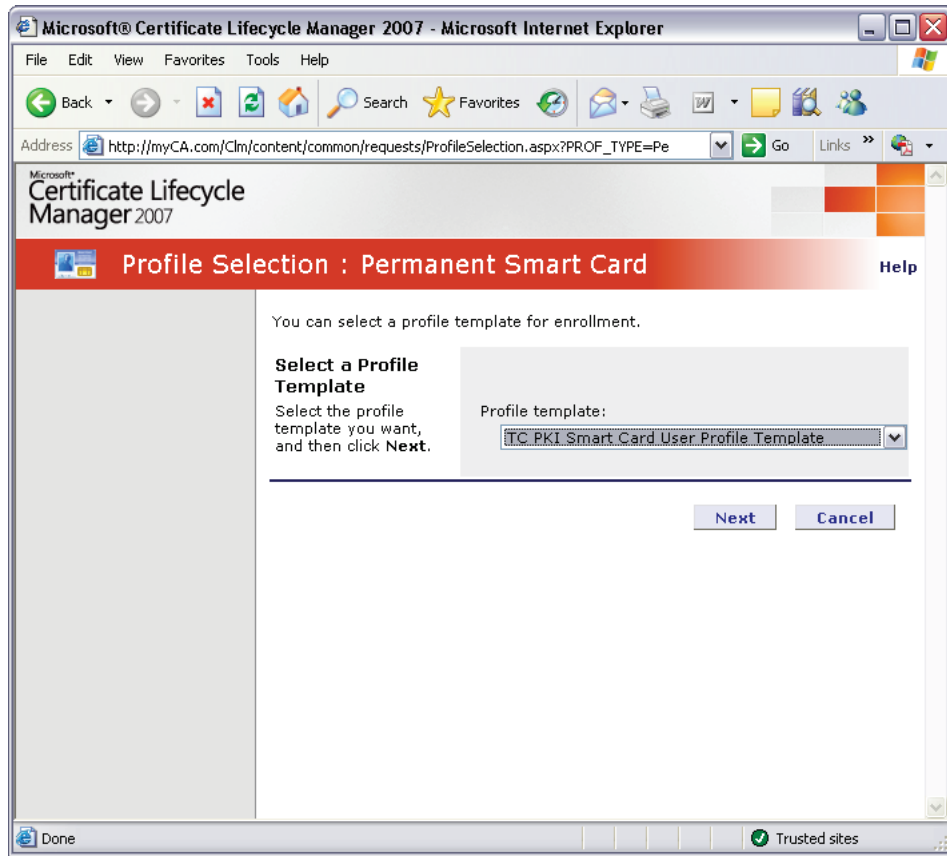 Microsoft® Certificate Lifecycle Manager 2007 - Microsoft Internet Explorer
File Edit View Favorites Tools Help
Back Search Favorites
Address http://myCA.com/Clm/content/common/requests/ProfileSelection.aspx?PROF_TYPE=Pe Go Links »
Microsoft®
Certificate Lifecycle
Manager 2007
Profile Selection : Permanent Smart Card
Help
You can select a profile template for enrollment.
Select a Profile
Template
Select the profile
template you want,
and then click Next.
Profile template:
TC PKI Smart Card User Profile Template
Next Cancel
Done Trusted sites